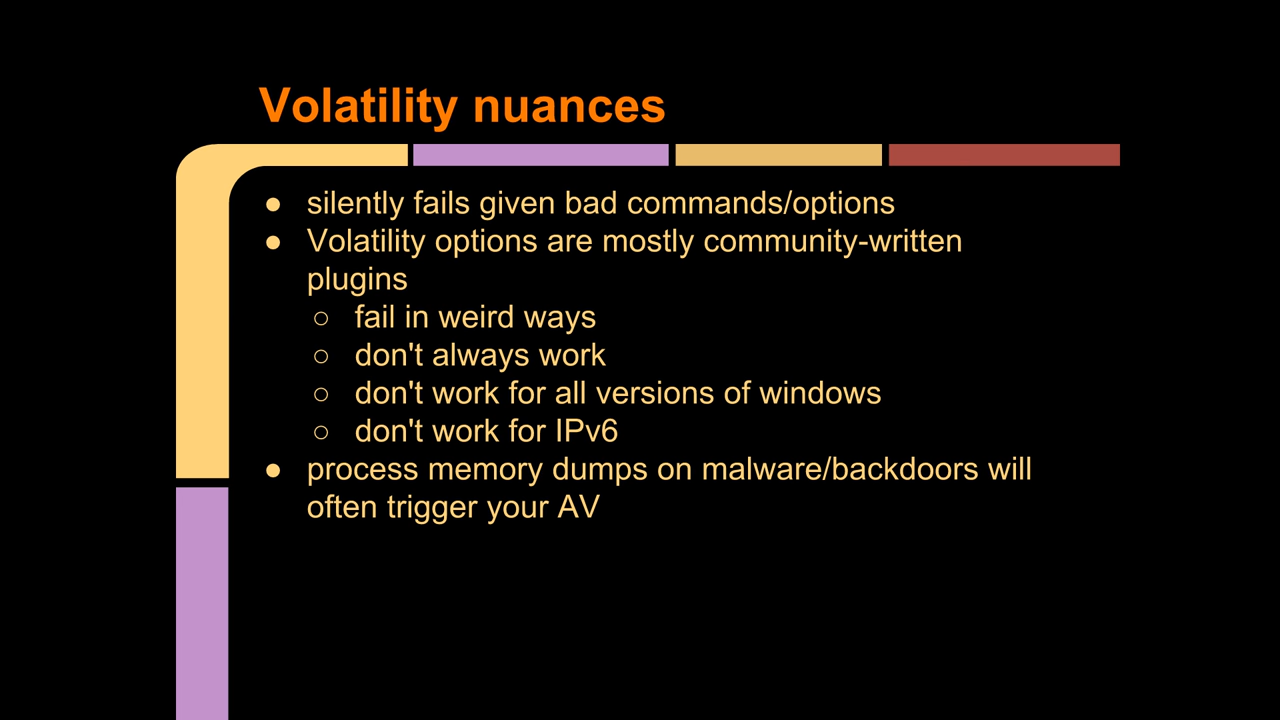 Volatility nuances
● silently fails given bad commands/options
● Volatility options are mostly community-written
plugins
○ fail in weird ways
○ don't always work
○ don't work for all versions of windows
○ don't work for IPv6
● process memory dumps on malware/backdoors will
often trigger your AV